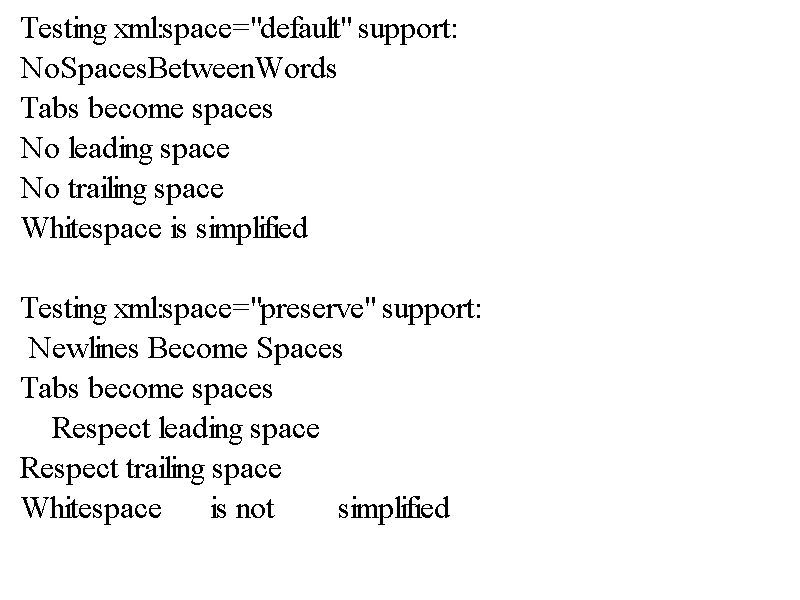 Testing xml:space="default" support:
NoSpacesBetweenWords
Tabs become spaces
No leading space
No trailing space
Whitespace is simplified

Testing xml:space="preserve" support:
 Newlines Become Spaces
Tabs become spaces
    Respect leading space
Respect trailing space
Whitespace      is not        simplified